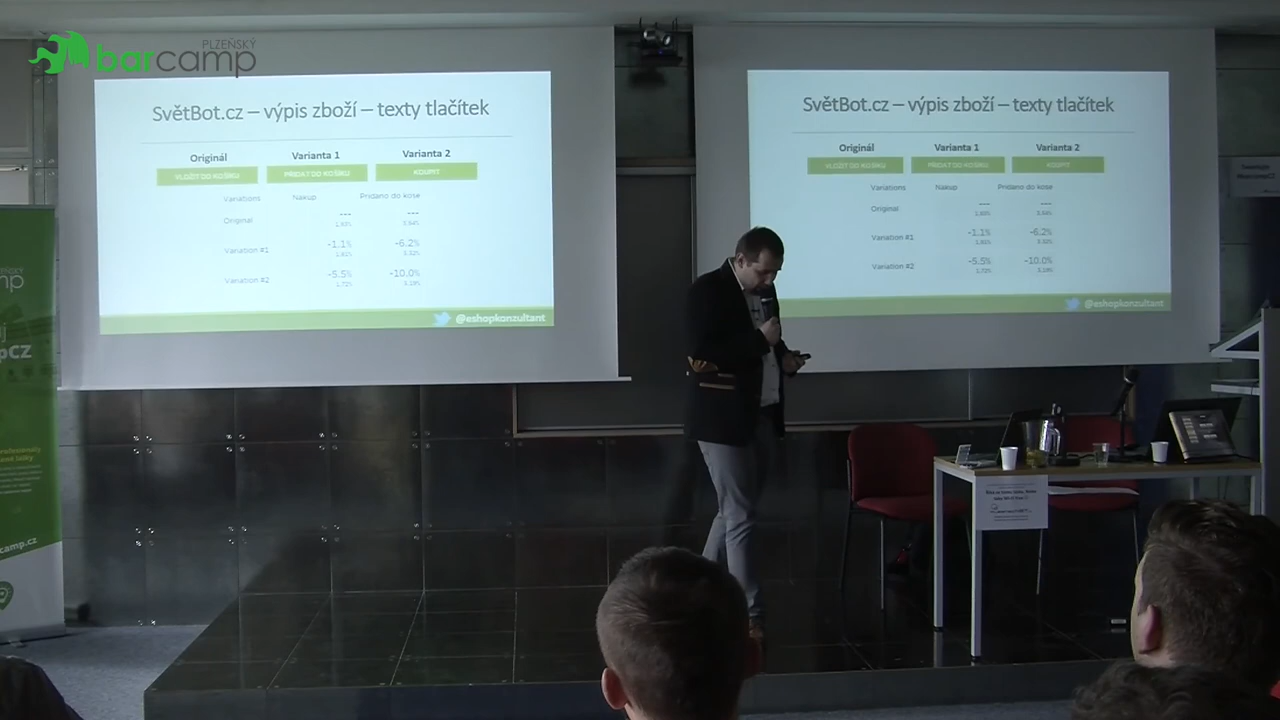 PLZEŇSKÝ
barcamp
SvětBot.cz – výpis zboží – texty tlačítek
Originál Varianta 1 Varianta 2
VLOŽIT DO KOŠÍKU PŘIDAT DO KOŠÍKU KOUPIT
Variations Nakup Pridano do kose
Original --- ---
Variation #1 -1.1% -6.2%
Variation #2 -5.5% -10.0%
@eshopkonzultant
SvětBot.cz – výpis zboží – texty tlačítek
Originál Varianta 1 Varianta 2
VLOŽIT DO KOŠÍKU PŘIDAT DO KOŠÍKU KOUPIT
Variations Nakup Pridano do kose
Original --- ---
Variation #1 -1.1% -6.2%
Variation #2 -5.5% -10.0%
@eshopkonzultant
mp
pCZ
camp.cz